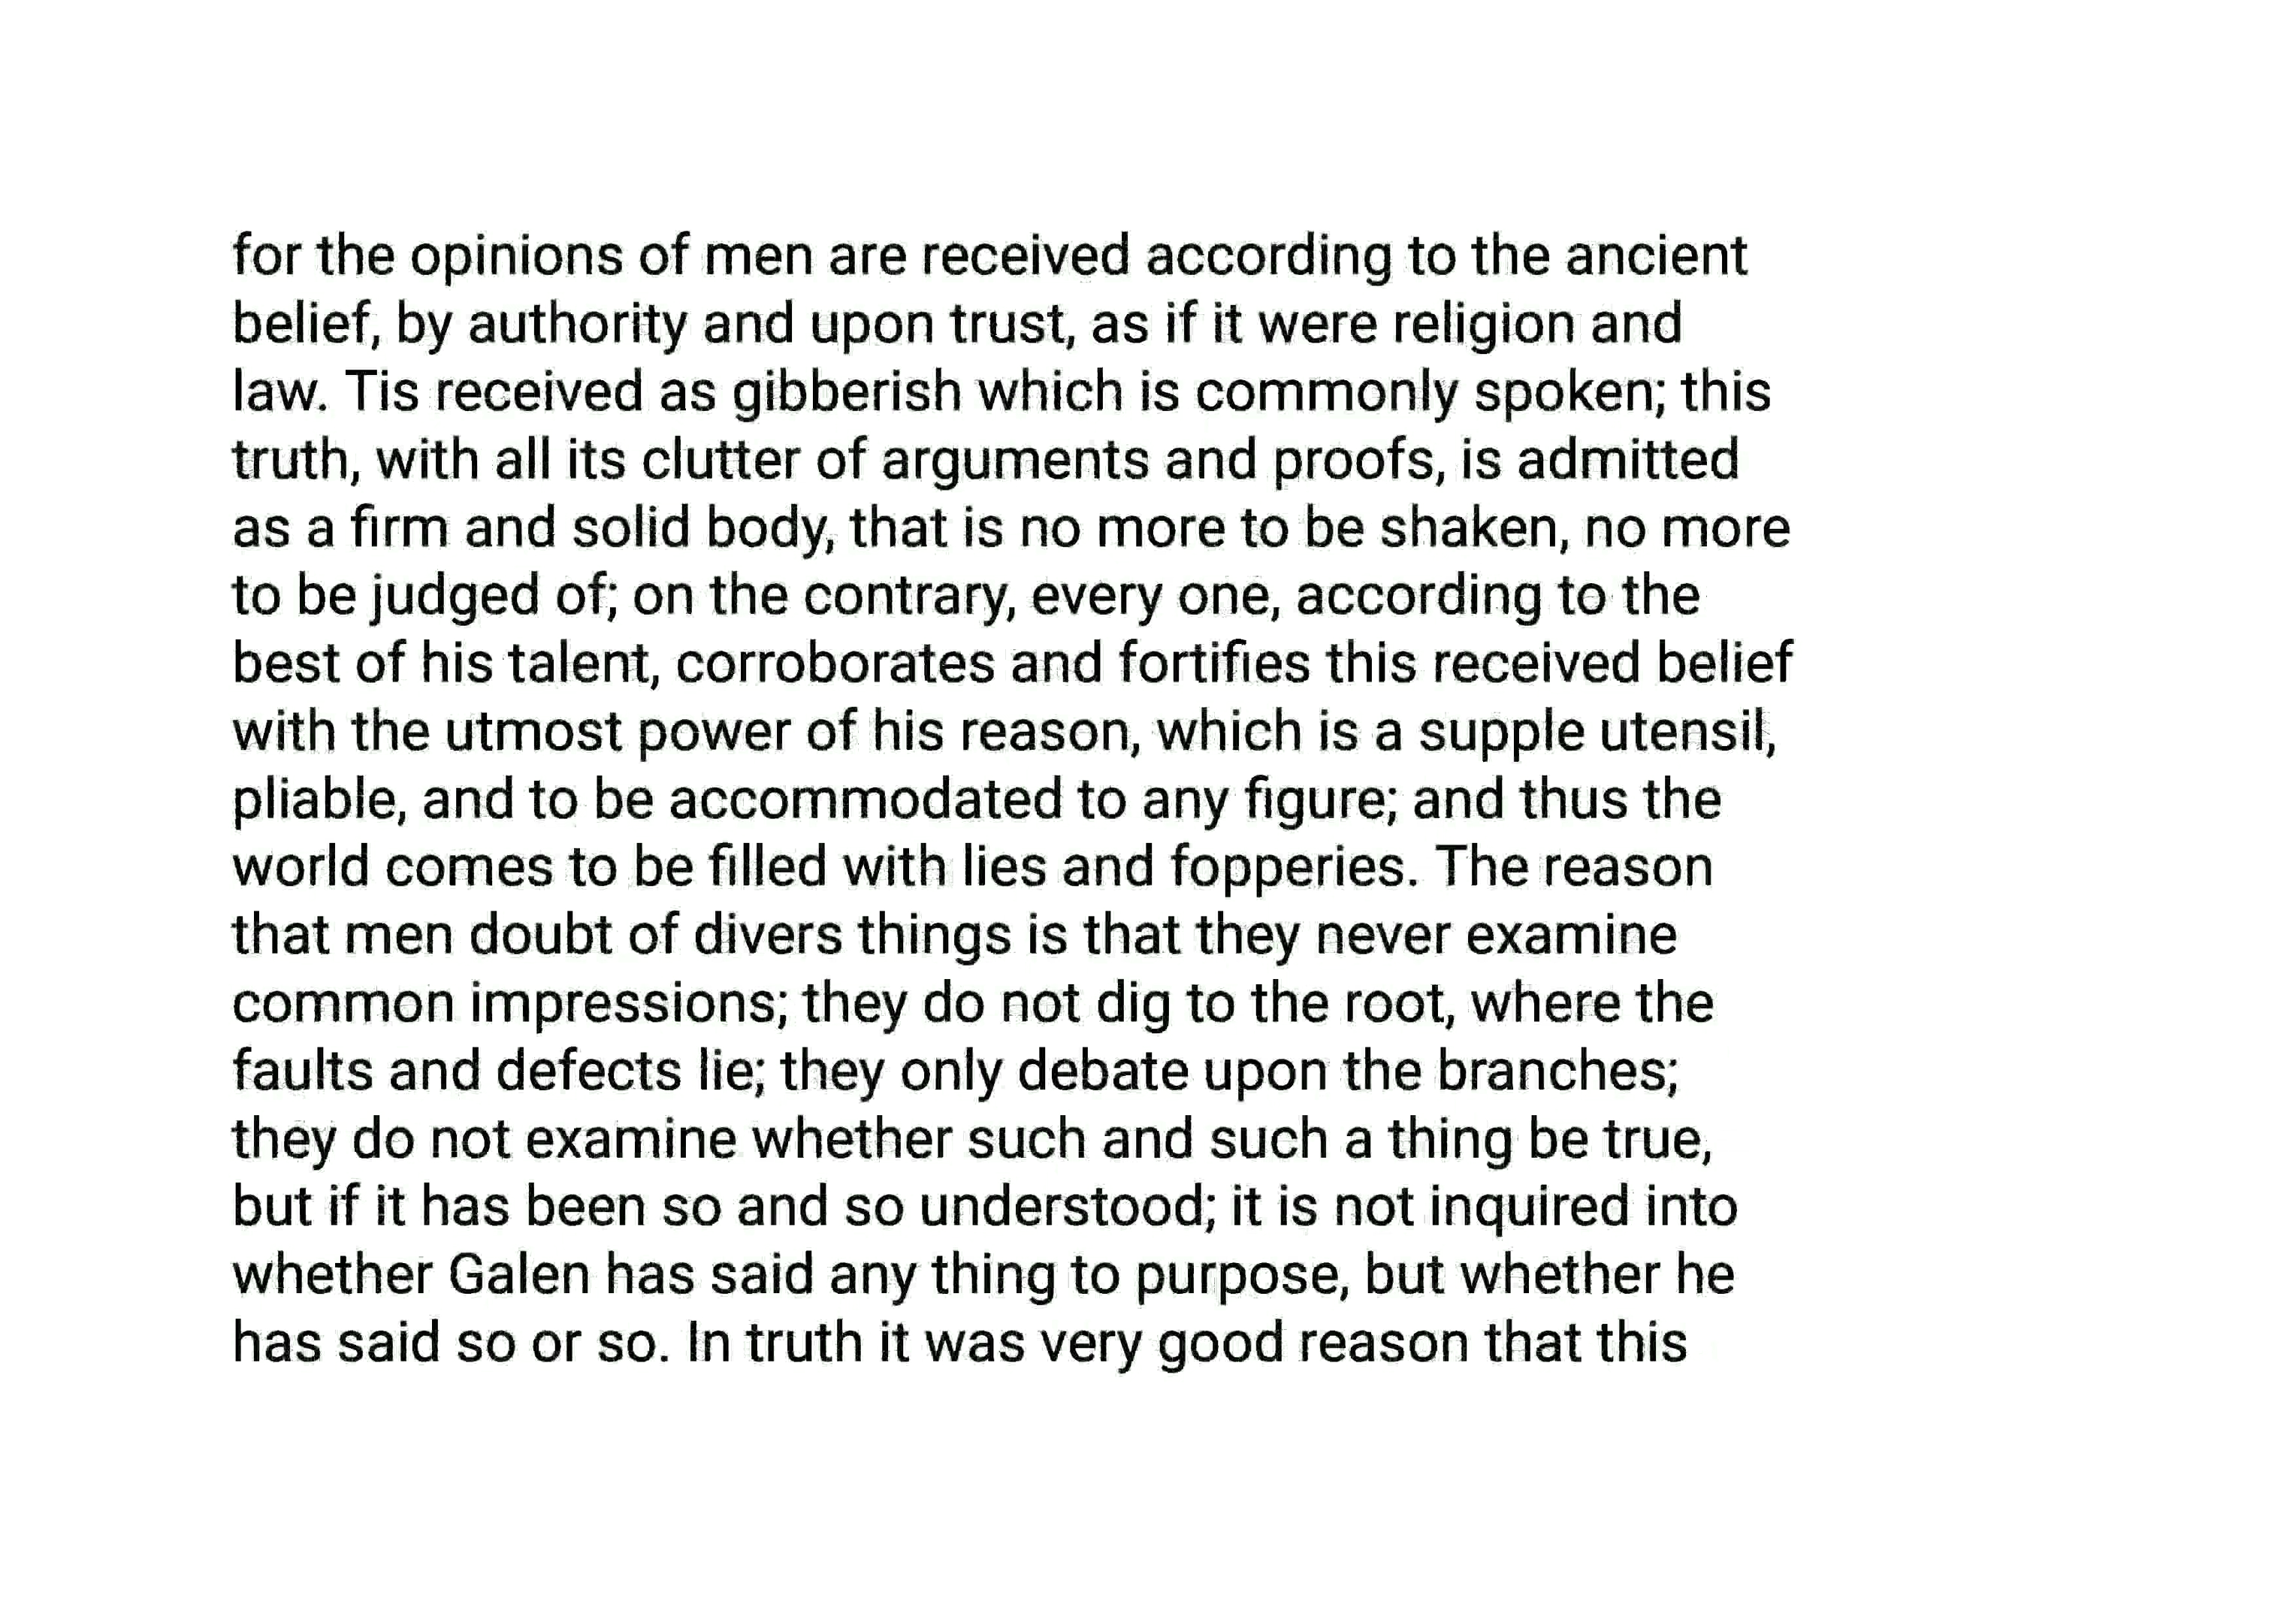 for the opinions of men are received according to the ancient
belief, by authority and upon trust, as if it were religion and
law. Tis received as gibberish which is commonly spoken; this
truth, with all its clutter of arguments and proofs, is admitted
as a firm and solid body, that is no more to be shaken, no more
to be judged of; on the contrary, every one, according to the
best of his talent, corroborates and fortifies this received belief
with the utmost power of his reason, which is a supple utensil,
pliable, and to be accommodated to any figure; and thus the
world comes to be filled with lies and fopperies. The reason
that men doubt of divers things is that they never examine
common impressions; they do not dig to the root, where the
faults and defects lie; they only debate upon the branches;
they do not examine whether such and such a thing be true,
but if it has been so and so understood; it is not inquired into
whether Galen has said any thing to purpose, but whether he
has said so or so. In truth it was very good reason that this